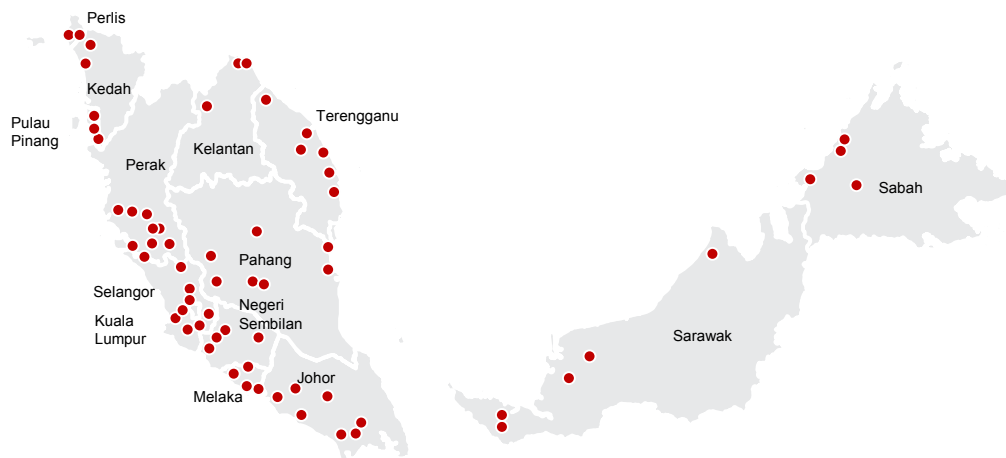 Perlis
Kedah
Pulau
Pinang
Terengganu
Kelantan
Perak
Sabah
Pahang
Selangor
Negeri
Sembilan
Kuala
Lumpur
Sarawak
Johor
Melaka